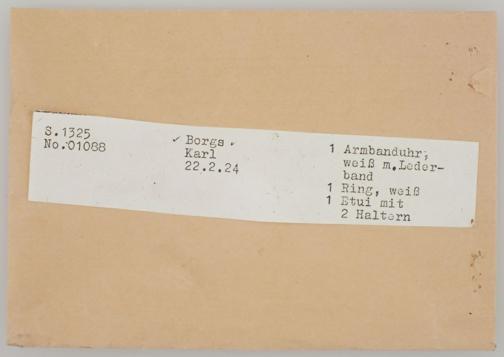 S.1325
No.:01088
Borgs
Karl
22.2.24
1 Armbanduhr,
weiß m.Leder-
band
1 Ring, weiß
1 Etui mit
2 Haltern